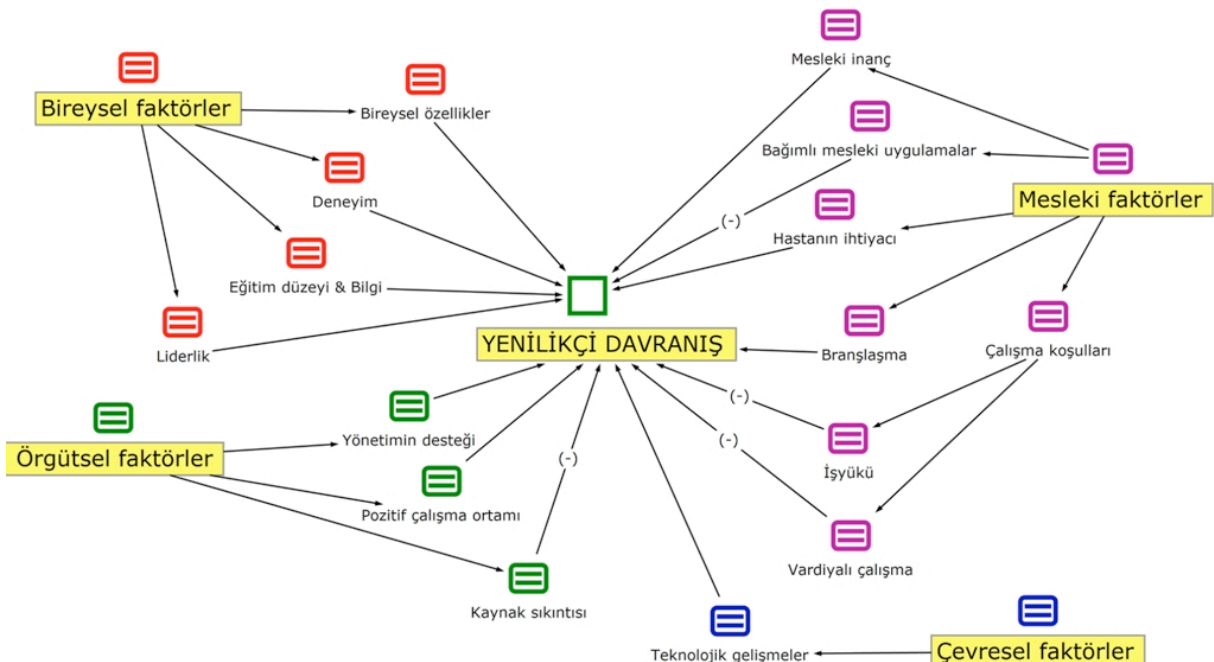 Mesleki inanç
Bireysel faktörler
Bireysel özellikler
Bağımlı mesleki uygulamalar
Mesleki faktörler
Deneyim
(-)
Hastanın ihtiyacı
Eğitim düzeyi & Bilgi
Liderlik
YENİLİKÇİ DAVRANIŞ
Branşlaşma
Çalışma koşulları
(-)
Yönetimin desteği
(-)
Örgütsel faktörler
(-)
İşyükü
Pozitif çalışma ortamı
Vardiyalı çalışma
Kaynak sıkıntısı
Teknolojik gelişmeler
Çevresel faktörler